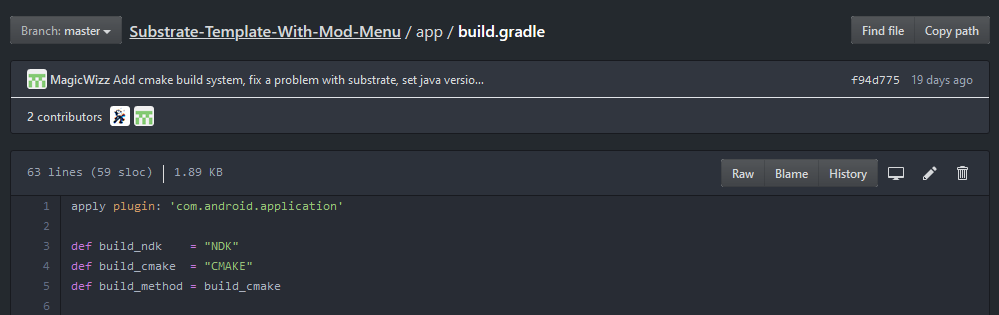 Branch: master Substrate-Template-With-Mod-Menu / app / build.gradle Find file Copy path
MagicWizz Add cmake build system, fix a problem with substrate, set java versio... f94d775 19 days ago
2 contributors
63 lines (59 sloc) 1.89 KB Raw Blame History
1 apply plugin: 'com.android.application'
2
3 def build_ndk    = "NDK"
4 def build_cmake  = "CMAKE"
5 def build_method = build_cmake
6